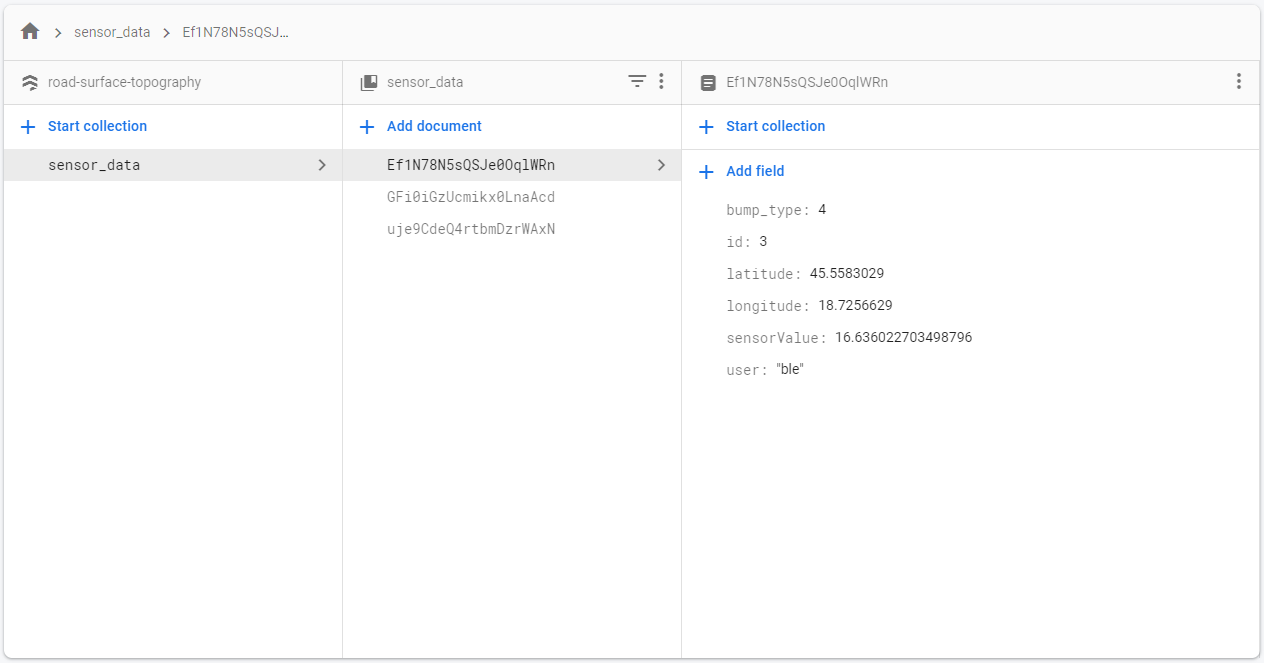 sensor_data
Ef1N78N5sQSJ...
road-surface-topography
sensor_data
Ef1N78N5sQSJe0OqlWRn
Start collection
Add document
Start collection
sensor_data
Ef1N78N5sQSJe0OqlWRn
GFi0iGzUcmikx0LnaAcd
uje9CdeQ4rtbmDzrWAxN
Add field
bump_type: 4
id: 3
latitude: 45.5583029
longitude: 18.7256629
sensorValue: 16.636022703498796
user: "ble"